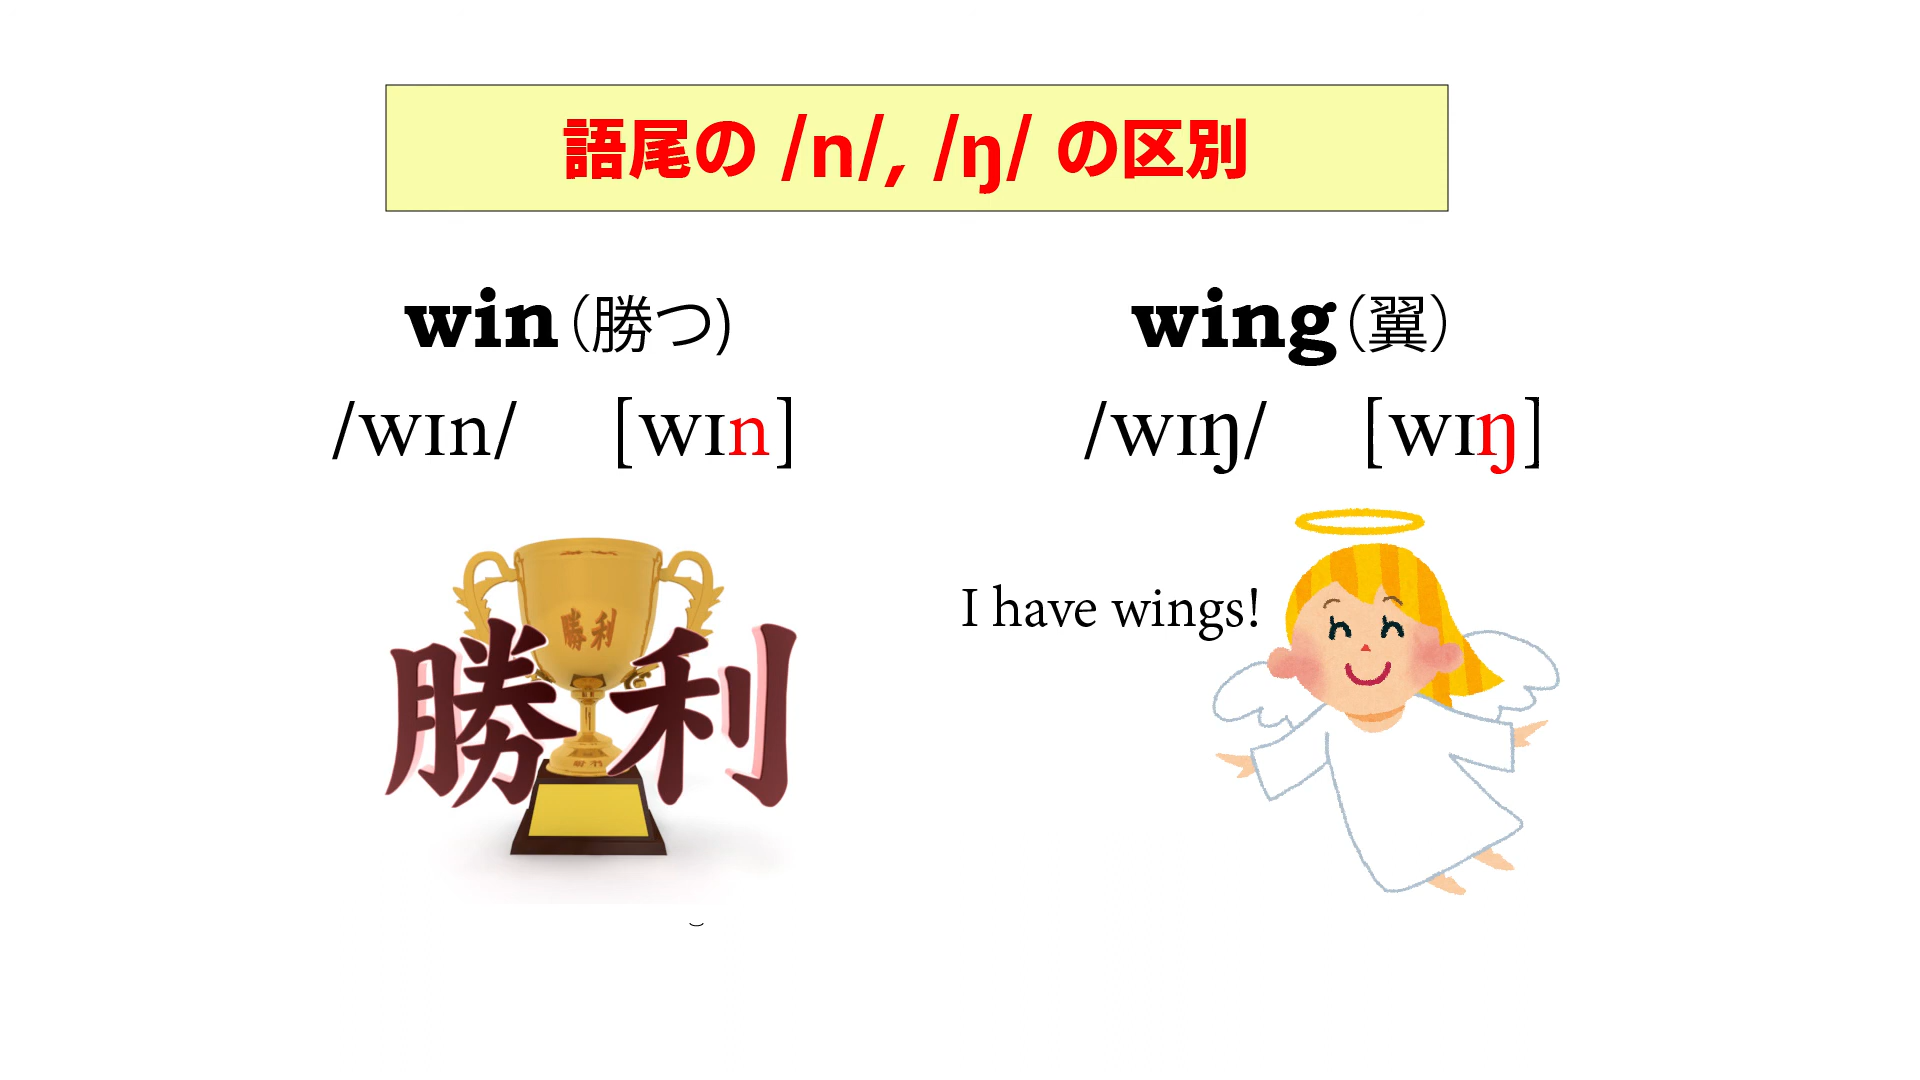 語尾の /n/, /ŋ/ の区別
win（勝つ)
/wɪn/ [wɪn]
wing（翼）
/wɪŋ/ [wɪŋ]
勝利
勝利
I have wings!